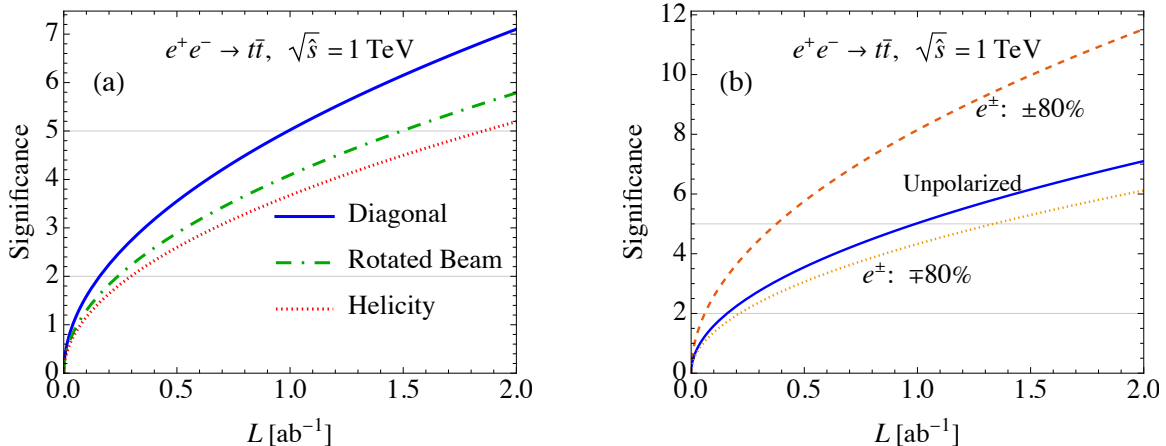 e⁺e⁻ → tt̄, √ŝ = 1 TeV
(a)
Significance
7
6
5
4
3
2
1
0
Diagonal
Rotated Beam
Helicity
0.0 0.5 1.0 1.5 2.0
L [ab⁻¹]
e⁺e⁻ → tt̄, √ŝ = 1 TeV
(b)
Significance
12
10
8
6
4
2
0
e±: ±80%
Unpolarized
e±: ∓80%
0.0 0.5 1.0 1.5 2.0
L [ab⁻¹]